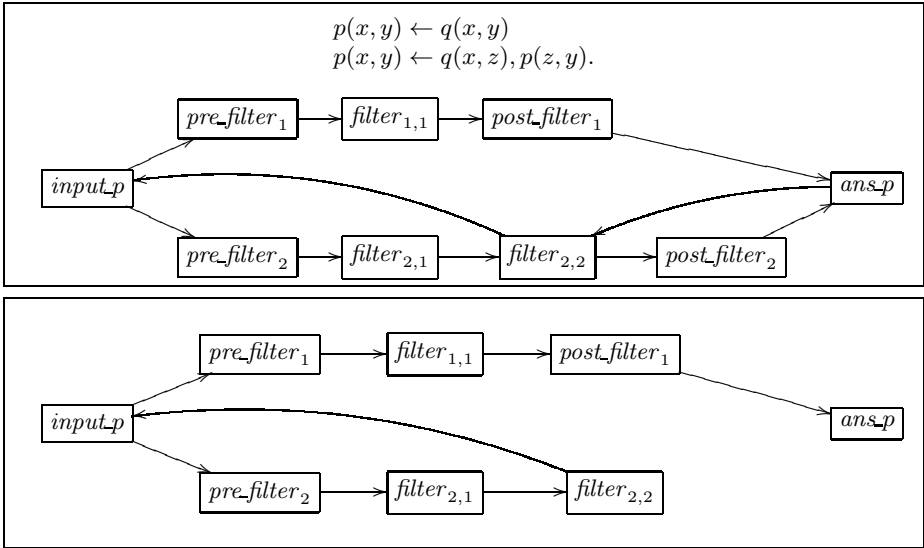 p(x, y) ← q(x, y)
p(x, y) ← q(x, z), p(z, y).
pre_filter₁ filter₁,₁ post_filter₁
input_p ans_p
pre_filter₂ filter₂,₁ filter₂,₂ post_filter₂
pre_filter₁ filter₁,₁ post_filter₁
input_p ans_p
pre_filter₂ filter₂,₁ filter₂,₂